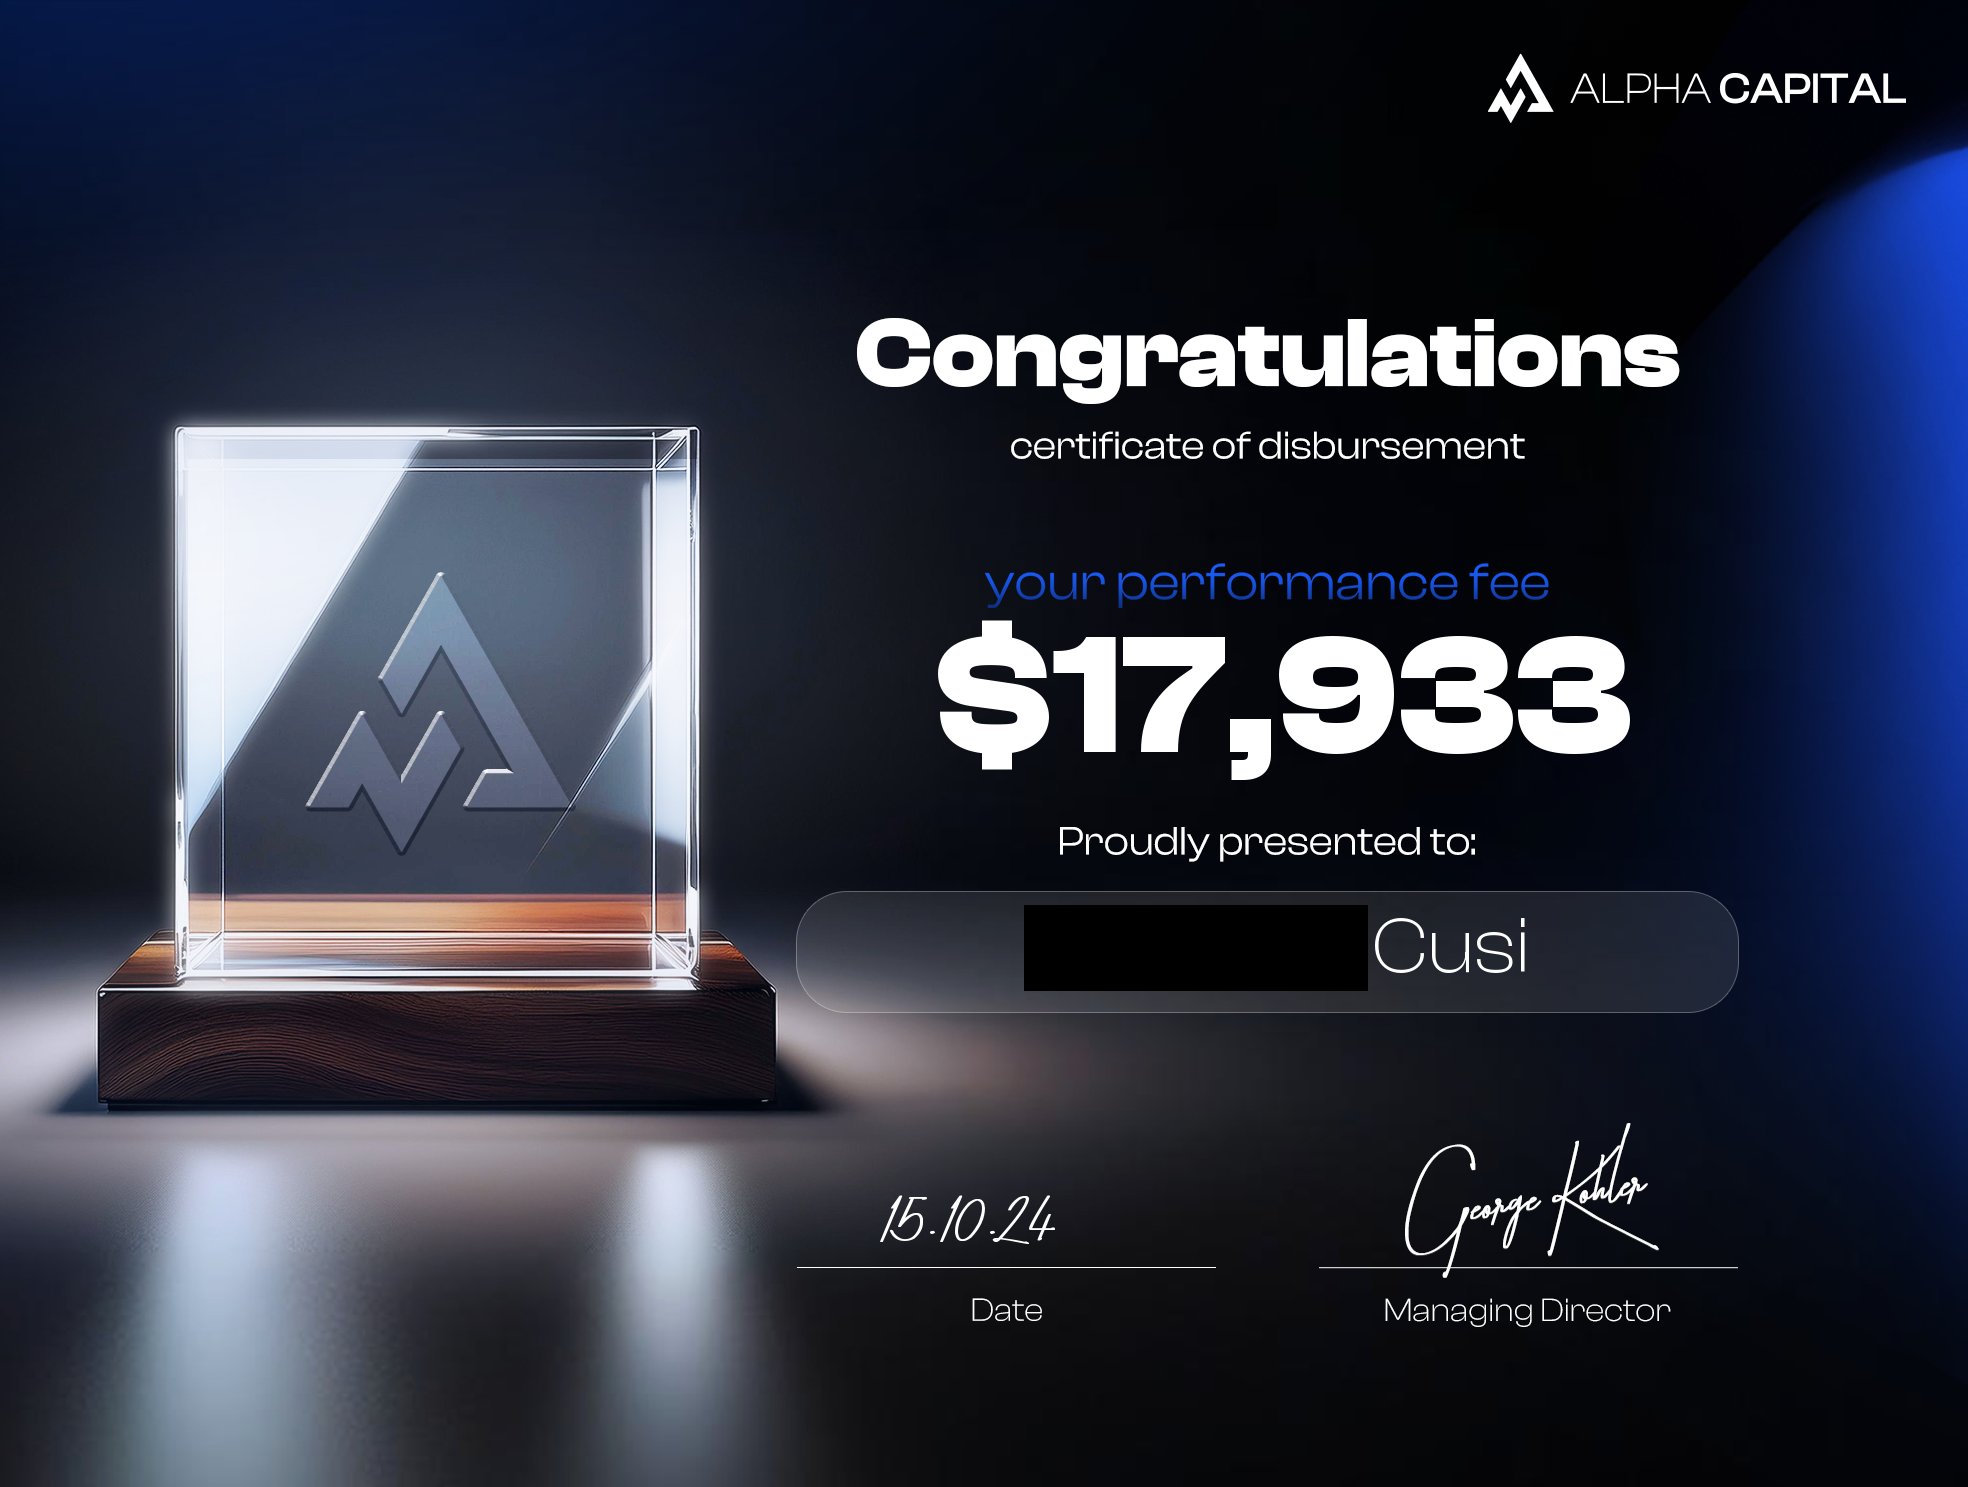 ALPHA CAPITAL
Congratulations
certificate of disbursement
your performance fee
$17,933
Proudly presented to:
Cusi
15.10.24
George Kohler
Date
Managing Director